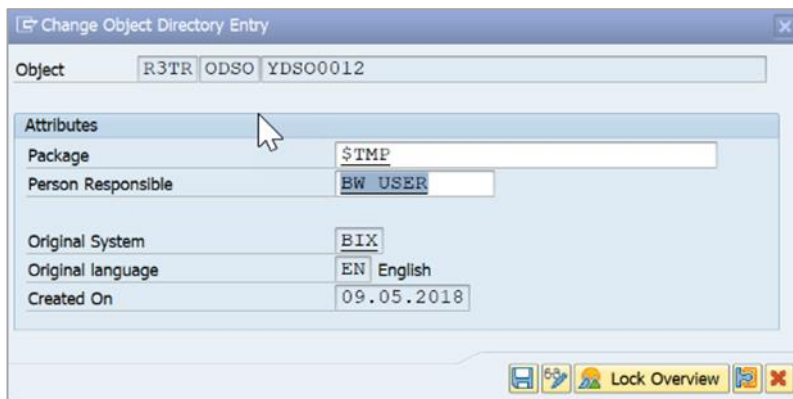 Change Object Directory Entry
Object R3TR ODSO YDSO0012
Attributes
Package $TMP
Person Responsible BW USER
Original System BIX
Original language EN English
Created On 09.05.2018
Lock Overview